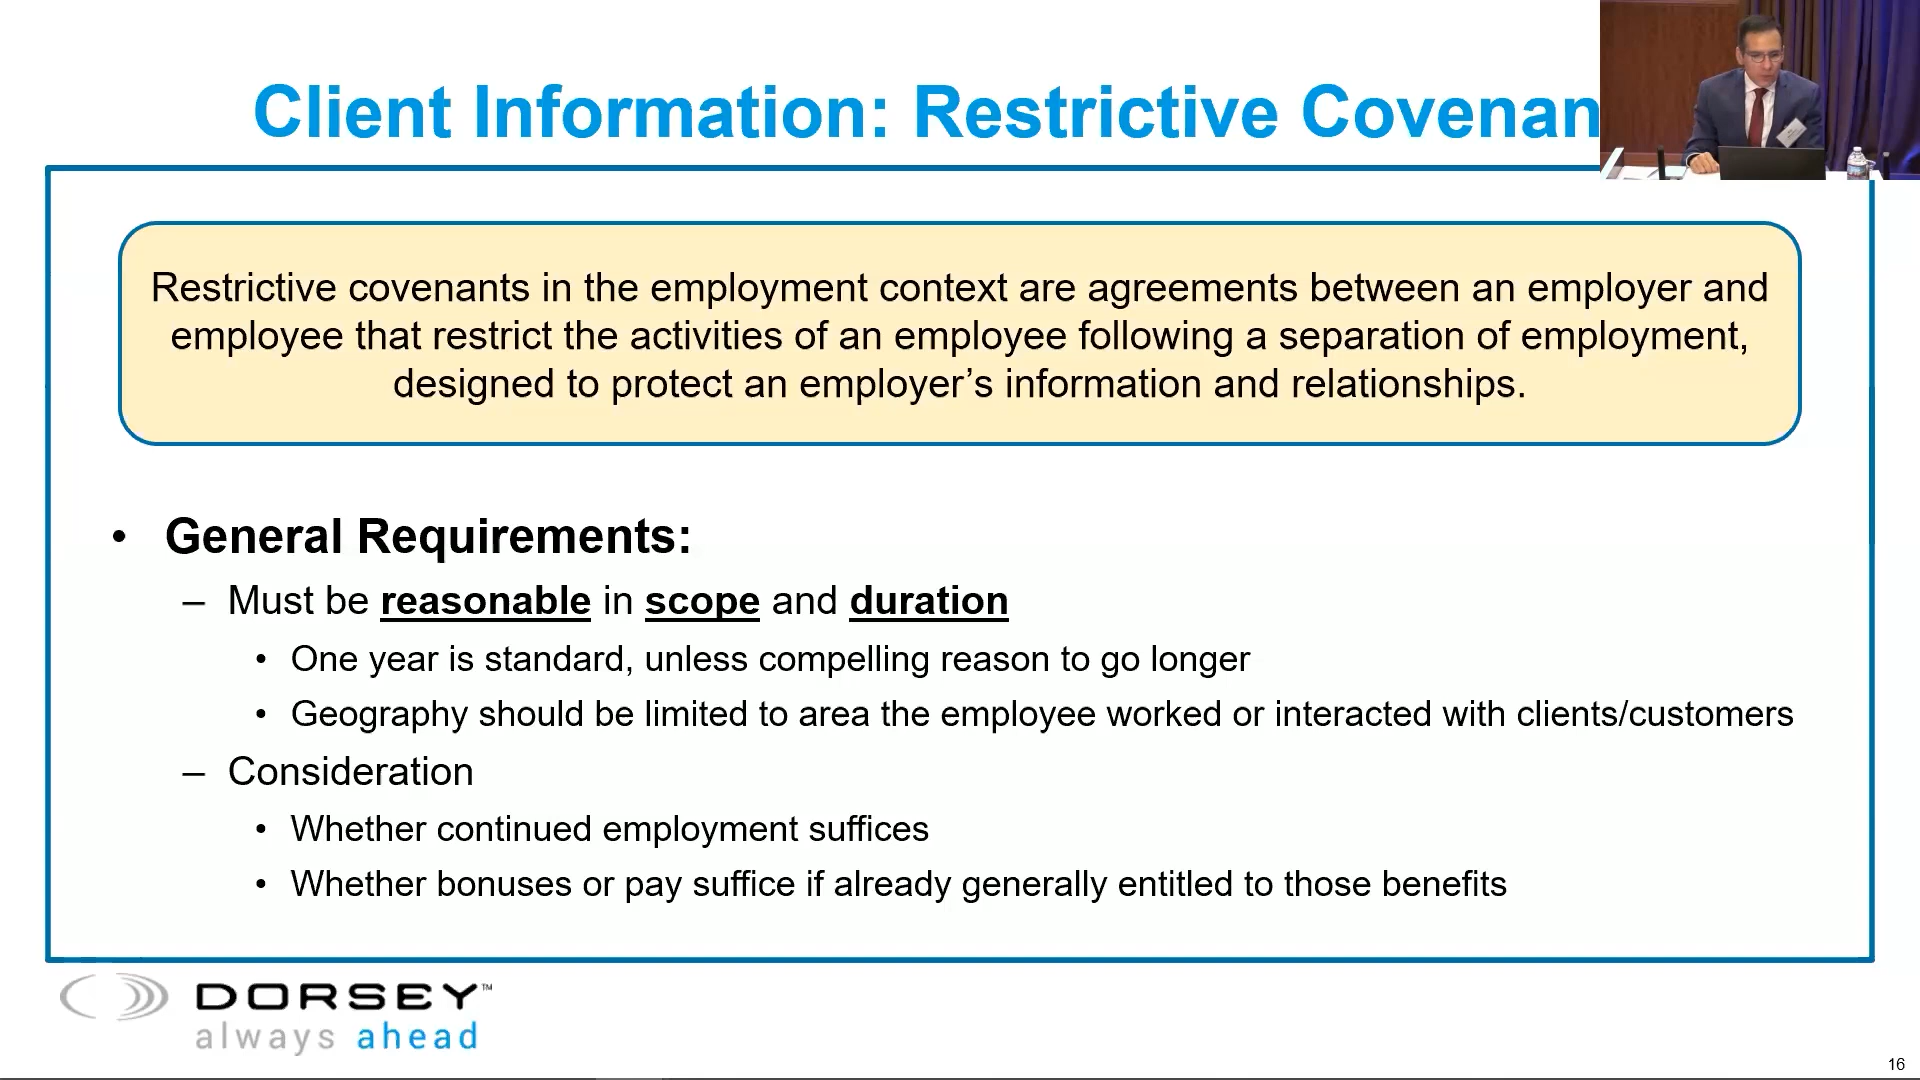 Client Information: Restrictive Covenan
Restrictive covenants in the employment context are agreements between an employer and
employee that restrict the activities of an employee following a separation of employment,
designed to protect an employer’s information and relationships.
• General Requirements:
– Must be reasonable in scope and duration
• One year is standard, unless compelling reason to go longer
• Geography should be limited to area the employee worked or interacted with clients/customers
– Consideration
• Whether continued employment suffices
• Whether bonuses or pay suffice if already generally entitled to those benefits
DORSEY™
always ahead
16